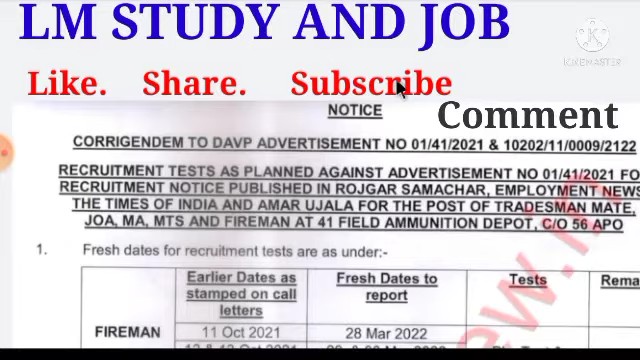 LM STUDY AND JOB
KINEMASTER
Like. Share. Subscribe
NOTICE
Comment
CORRIGENDEM TO DAVP ADVERTISEMENT NO 01/41/2021 & 10202/11/0009/2122
RECRUITMENT TESTS AS PLANNED AGAINST ADVERTISEMENT NO 01/41/2021 FO
RECRUITMENT NOTICE PUBLISHED IN ROJGAR SAMACHAR, EMPLOYMENT NEWS
THE TIMES OF INDIA AND AMAR UJALA FOR THE POST OF TRADESMAN MATE,
JOA, MA, MTS AND FIREMAN AT 41 FIELD AMMUNITION DEPOT, C/O 56 APO
1. Fresh dates for recruitment tests are as under:-
Earlier Dates as stamped on call letters
Fresh Dates to report
Tests
Rema
FIREMAN 11 Oct 2021 28 Mar 2022